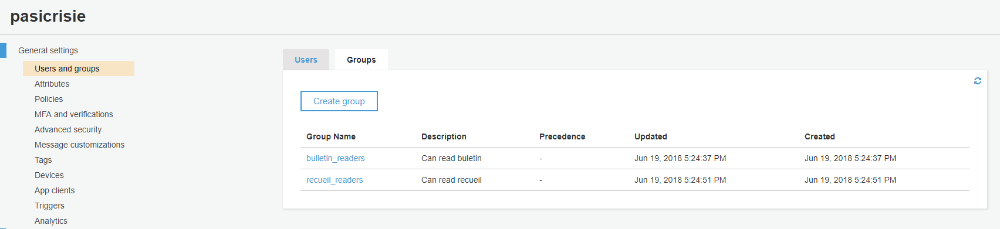 pasicrisie
General settings
Users and groups
Attributes
Policies
MFA and verifications
Advanced security
Message customizations
Tags
Devices
App clients
Triggers
Analytics
Users Groups
Create group
Group Name Description Precedence Updated Created
bulletin_readers Can read buletin - Jun 19, 2018 5:24:37 PM Jun 19, 2018 5:24:37 PM
recueil_readers Can read recueil - Jun 19, 2018 5:24:51 PM Jun 19, 2018 5:24:51 PM